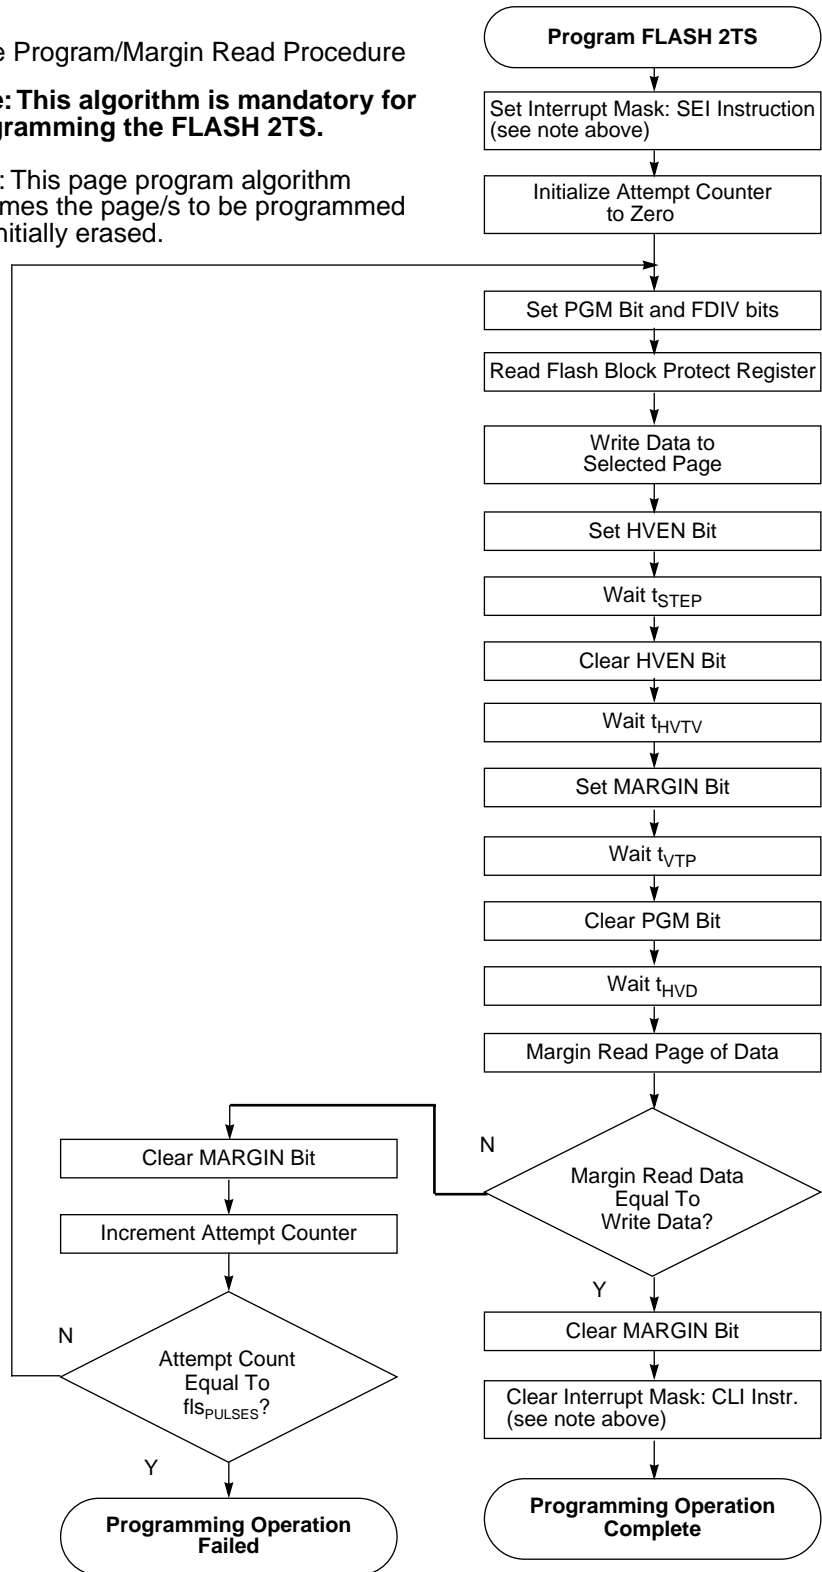 Program/Margin Read Procedure
This algorithm is mandatory for
the FLASH 2TS.
This page program algorithm
the page/s to be programmed
erased.
Program FLASH 2TS
Set Interrupt Mask: SEI Instruction
(see note above)
Initialize Attempt Counter
to Zero
Set PGM Bit and FDIV bits
Read Flash Block Protect Register
Write Data to
Selected Page
Set HVEN Bit
Wait tSTEP
Clear HVEN Bit
Wait tHVTV
Set MARGIN Bit
Wait tVTP
Clear PGM Bit
Wait tHVD
Margin Read Page of Data
N
Margin Read Data
Equal To
Write Data?
Y
Clear MARGIN Bit
Increment Attempt Counter
N
Attempt Count
Equal To
flsPULSES?
Y
Programming Operation
Failed
Clear MARGIN Bit
Clear Interrupt Mask: CLI Instr.
(see note above)
Programming Operation
Complete